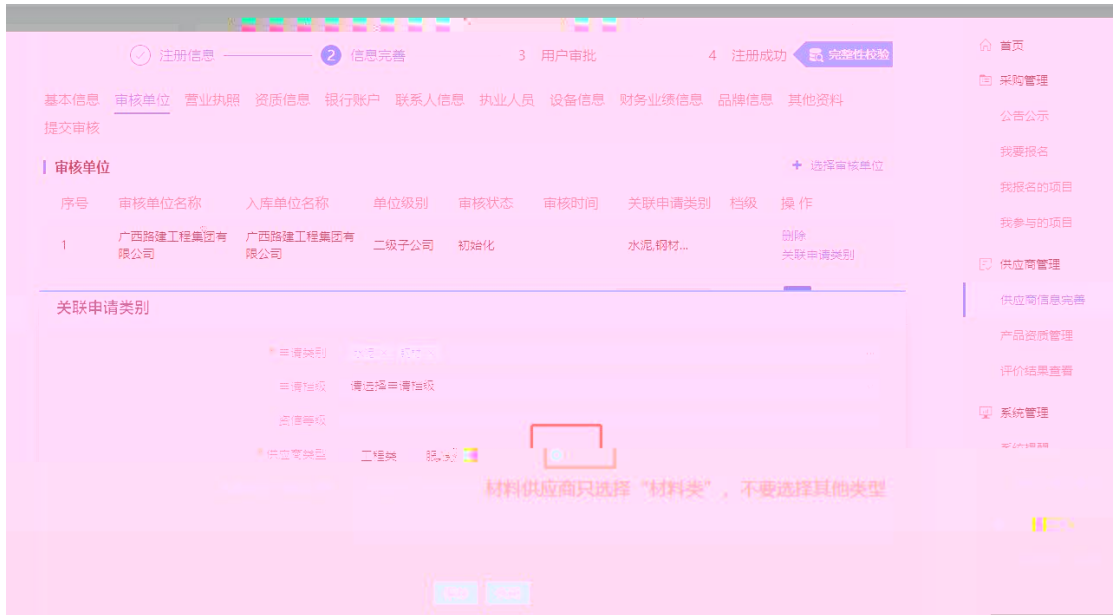 注册信息
2 信息完善
3 用户审批
4 注册成功
完整性校验
基本信息 审核单位 营业执照 资质信息 银行账户 联系人信息 执业人员 设备信息 财务业绩信息 品牌信息 其他资料
提交审核
审核单位
+ 选择审核单位
序号 审核单位名称 入库单位名称 单位级别 审核状态 审核时间 关联申请类别 档级 操作
1 广西路建工程集团有限公司 广西路建工程集团有限公司 二级子公司 初始化 水泥,钢材... 删除
关联申请类别
关联申请类别
*申请类别
申请档级 请选择申请档级
资信等级
*供应商类型 工程类
材料供应商只选择“材料类”，不要选择其他类型
首页
采购管理
公告公示
我要报名
我报名的项目
我参与的项目
供应商管理
供应商信息完善
产品资质管理
评价结果查看
系统管理